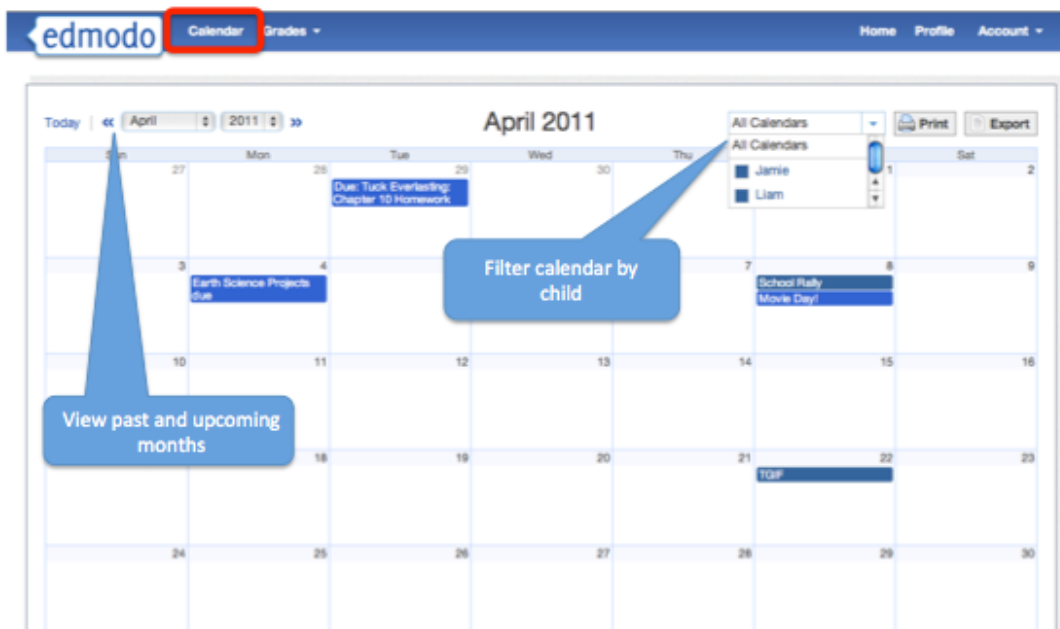 edmodo Calendar Grades Home Profile Account
Today « April 2011 » April 2011 All Calendars Print Export
All Calendars
Jamie
Liam
Mon Tue Wed Thu Sat
27 28 29 30 1 2
Due: Tuck Everlasting:
Chapter 10 Homework
Filter calendar by
child
3 4 7 8 9
Earth Science Projects
due
School Rally
Movie Day!
10 11 12 13 14 15 16
View past and upcoming
months
18 19 20 21 22 23
TGIF
24 25 26 27 28 29 30